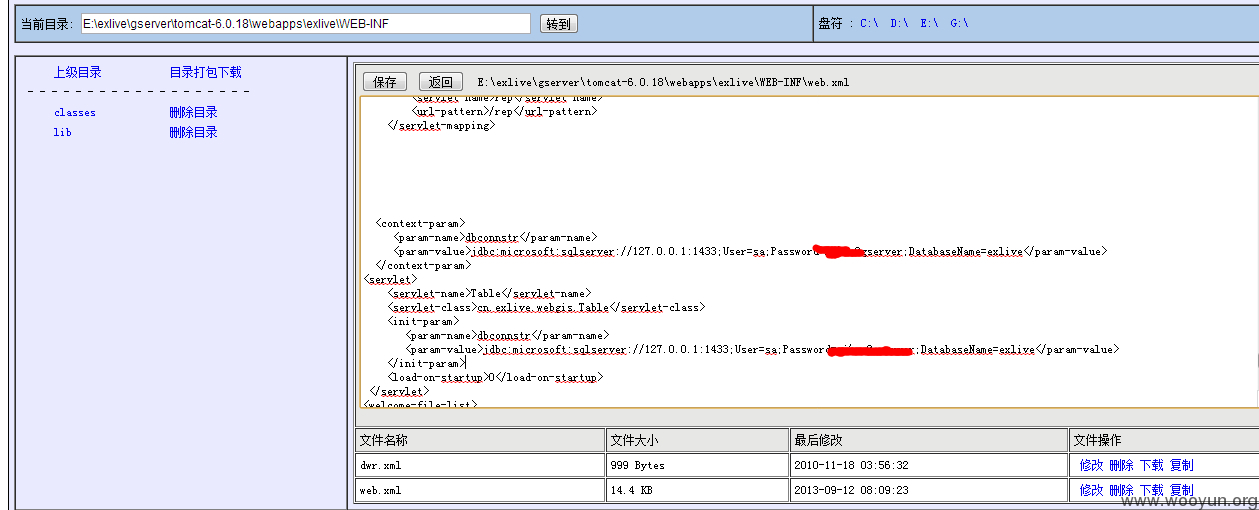 当前目录: E:\exlive\gserver\tomcat-6.0.18\webapps\exlive\WEB-INF 转到 盘符 : C:\ D:\ E:\ G:\
上级目录 目录打包下载
- - - - - - - - - - - - - - - - - - -
classes 删除目录
lib 删除目录
保存 返回 E:\exlive\gserver\tomcat-6.0.18\webapps\exlive\WEB-INF\web.xml
<servlet-name>rep</servlet-name>
<url-pattern>/rep</url-pattern>
</servlet-mapping>
<context-param>
<param-name>dbconnstr</param-name>
<param-value>jdbc:microsoft:sqlserver://127.0.0.1:1433;User=sa;Password server;DatabaseName=exlive</param-value>
</context-param>
<servlet>
<servlet-name>Table</servlet-name>
<servlet-class>cn.exlive.webgis.Table</servlet-class>
<init-param>
<param-name>dbconnstr</param-name>
<param-value>jdbc:microsoft:sqlserver://127.0.0.1:1433;User=sa;Password ;DatabaseName=exlive</param-value>
</init-param>
<load-on-startup>0</load-on-startup>
</servlet>
<welcome-file-list>
文件名称 文件大小 最后修改 文件操作
dwr.xml 999 Bytes 2010-11-18 03:56:32 修改 删除 下载 复制
web.xml 14.4 KB 2013-09-12 08:09:23 修改 删除 下载 复制
www.wooyun.org